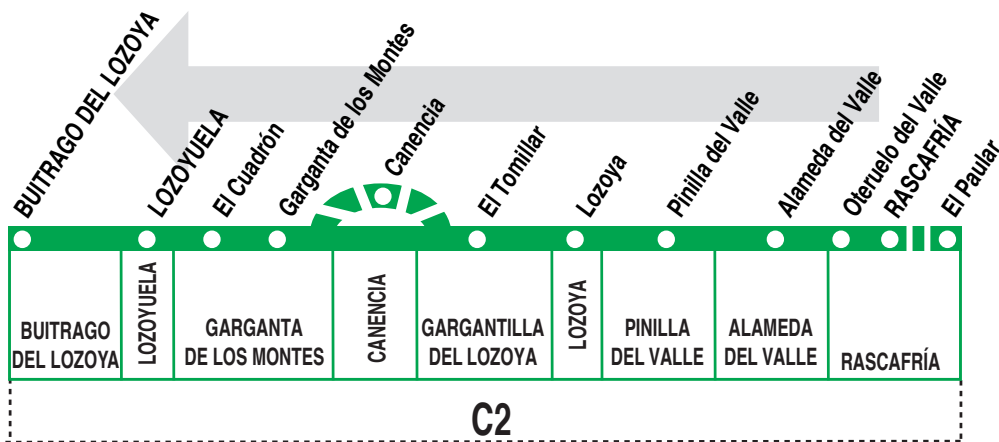 BUITRAGO DEL LOZOYA
LOZOYUELA
El Cuadrón
Garganta de los Montes
Canencia
El Tomillar
Lozoya
Pinilla del Valle
Alameda del Valle
Oteruelo del Valle
RASCAFRÍA
El Paular
BUITRAGO
DEL LOZOYA
LOZOYUELA
GARGANTA
DE LOS MONTES
CANENCIA
GARGANTILLA
DEL LOZOYA
LOZOYA
PINILLA
DEL VALLE
ALAMEDA
DEL VALLE
RASCAFRÍA
C2